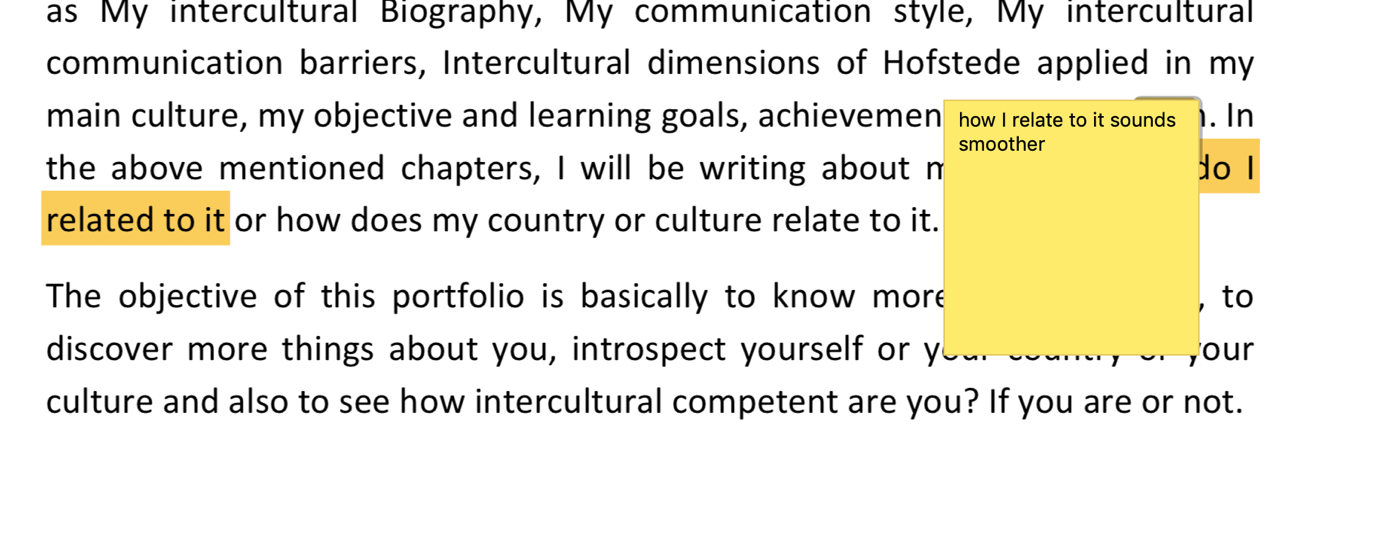 as My intercultural Biography, My communication style, My intercultural
communication barriers, Intercultural dimensions of Hofstede applied in my
main culture, my objective and learning goals, . In
the above mentioned chapters, I will be writing about do I
related to it or how does my country or culture relate to it.
The objective of this portfolio is basically to know more , to
discover more things about you, introspect yourself or your country or your
culture and also to see how intercultural competent are you? If you are or not.
how I relate to it sounds
smoother